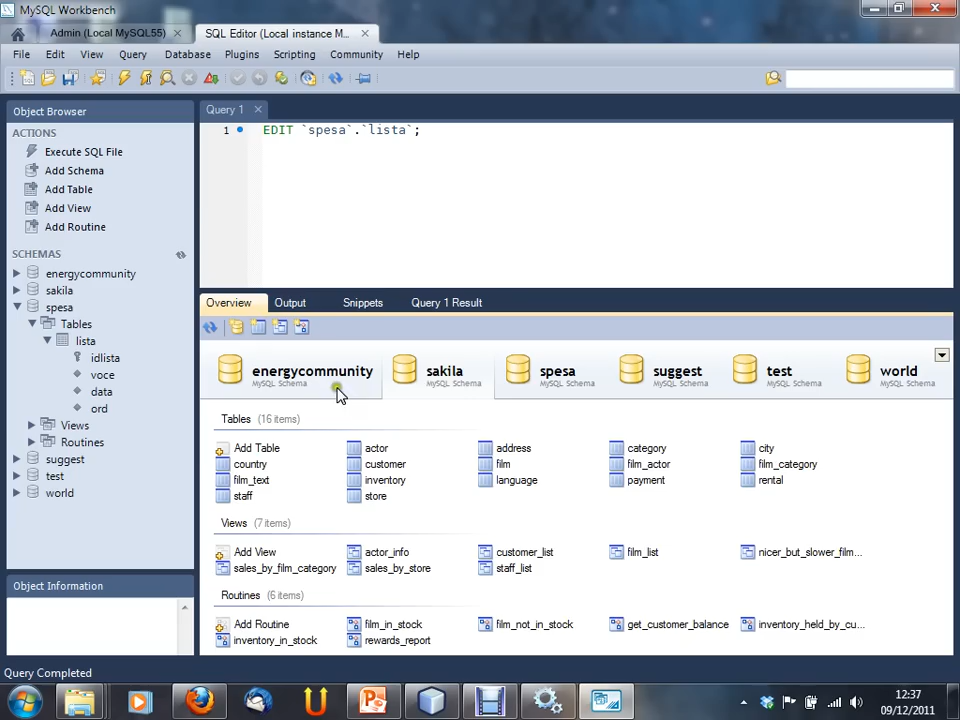 MySQL Workbench
Admin (Local MySQL55)
SQL Editor (Local instance M...
File Edit View Query Database Plugins Scripting Community Help
Object Browser
ACTIONS
Execute SQL File
Add Schema
Add Table
Add View
Add Routine
SCHEMAS
energycommunity
sakila
spesa
Tables
lista
idlista
voce
data
ord
Views
Routines
suggest
test
world
Object Information
Query 1
1 EDIT `spesa`.`lista`;
Overview Output Snippets Query 1 Result
energycommunity sakila spesa suggest test world
MySQL Schema MySQL Schema MySQL Schema MySQL Schema MySQL Schema MySQL Schema
Tables (16 items)
Add Table actor address category city
country customer film film_actor film_category
film_text inventory language payment rental
staff store
Views (7 items)
Add View actor_info customer_list film_list nicer_but_slower_film...
sales_by_film_category sales_by_store staff_list
Routines (6 items)
Add Routine film_in_stock film_not_in_stock get_customer_balance inventory_held_by_cu...
inventory_in_stock rewards_report
Query Completed
12:37
09/12/2011